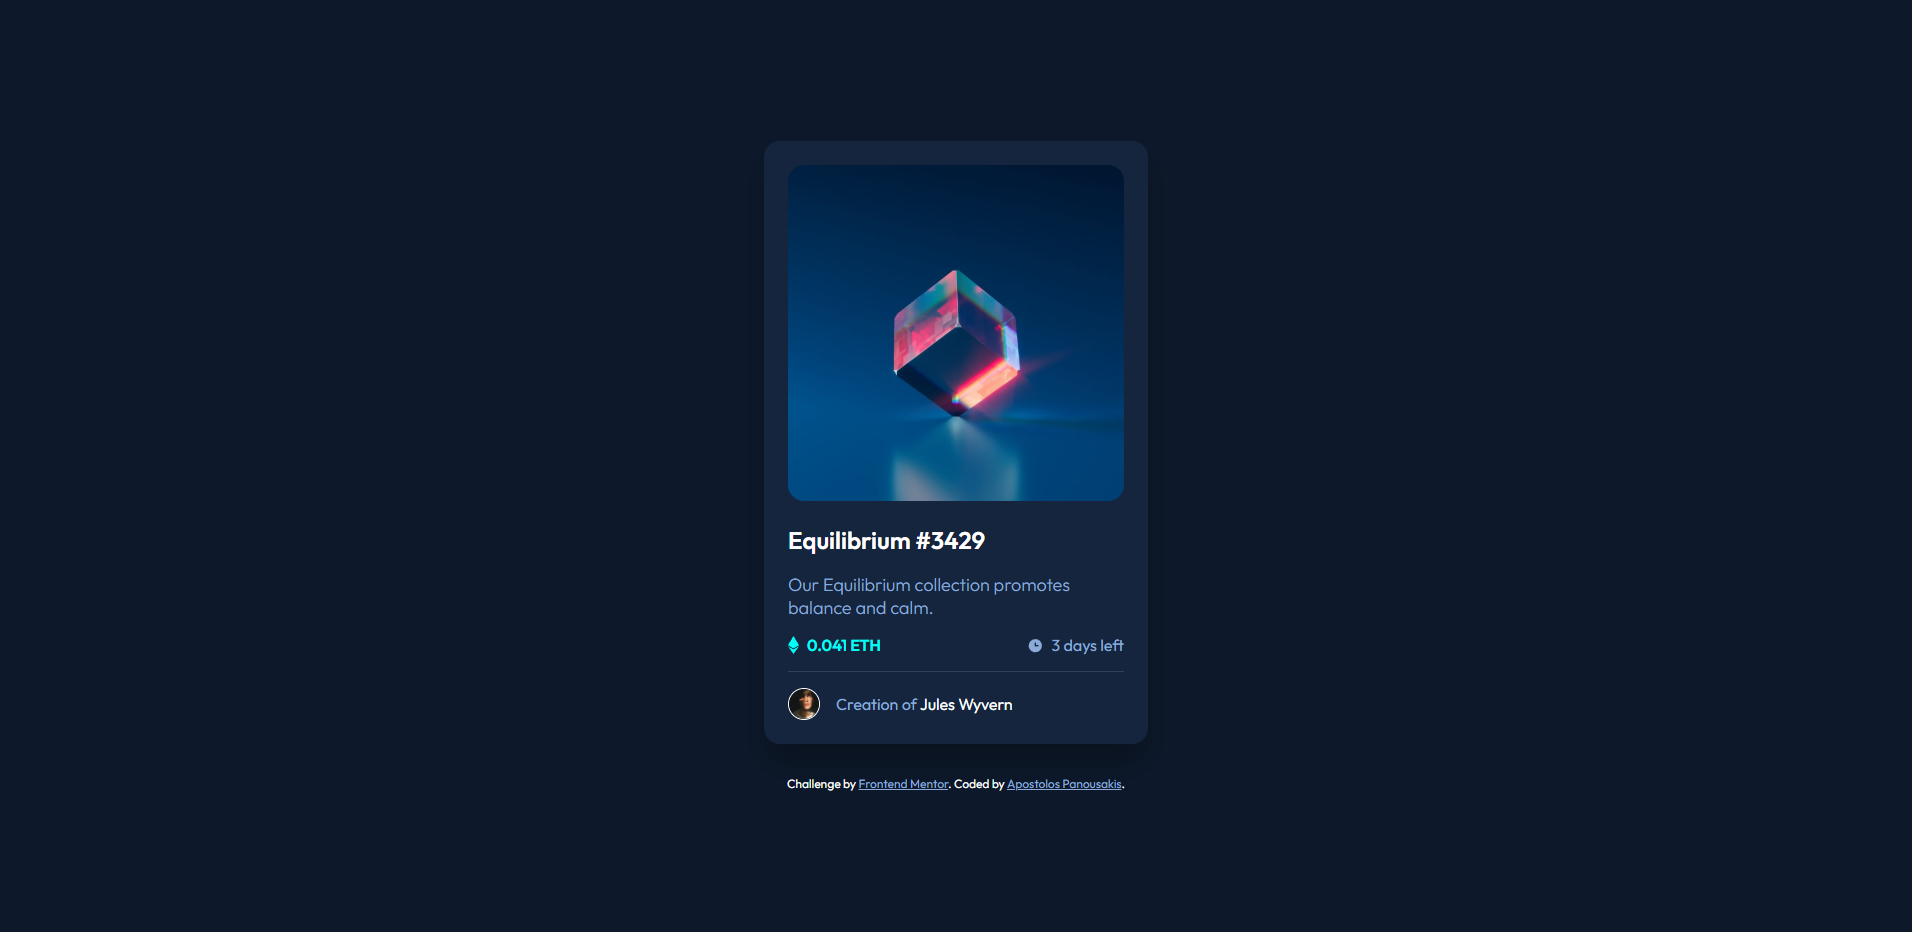 Equilibrium #3429
Our Equilibrium collection promotes
balance and calm.
0.041 ETH
3 days left
Creation of Jules Wyvern
Challenge by Frontend Mentor. Coded by Apostolos Panousakis.